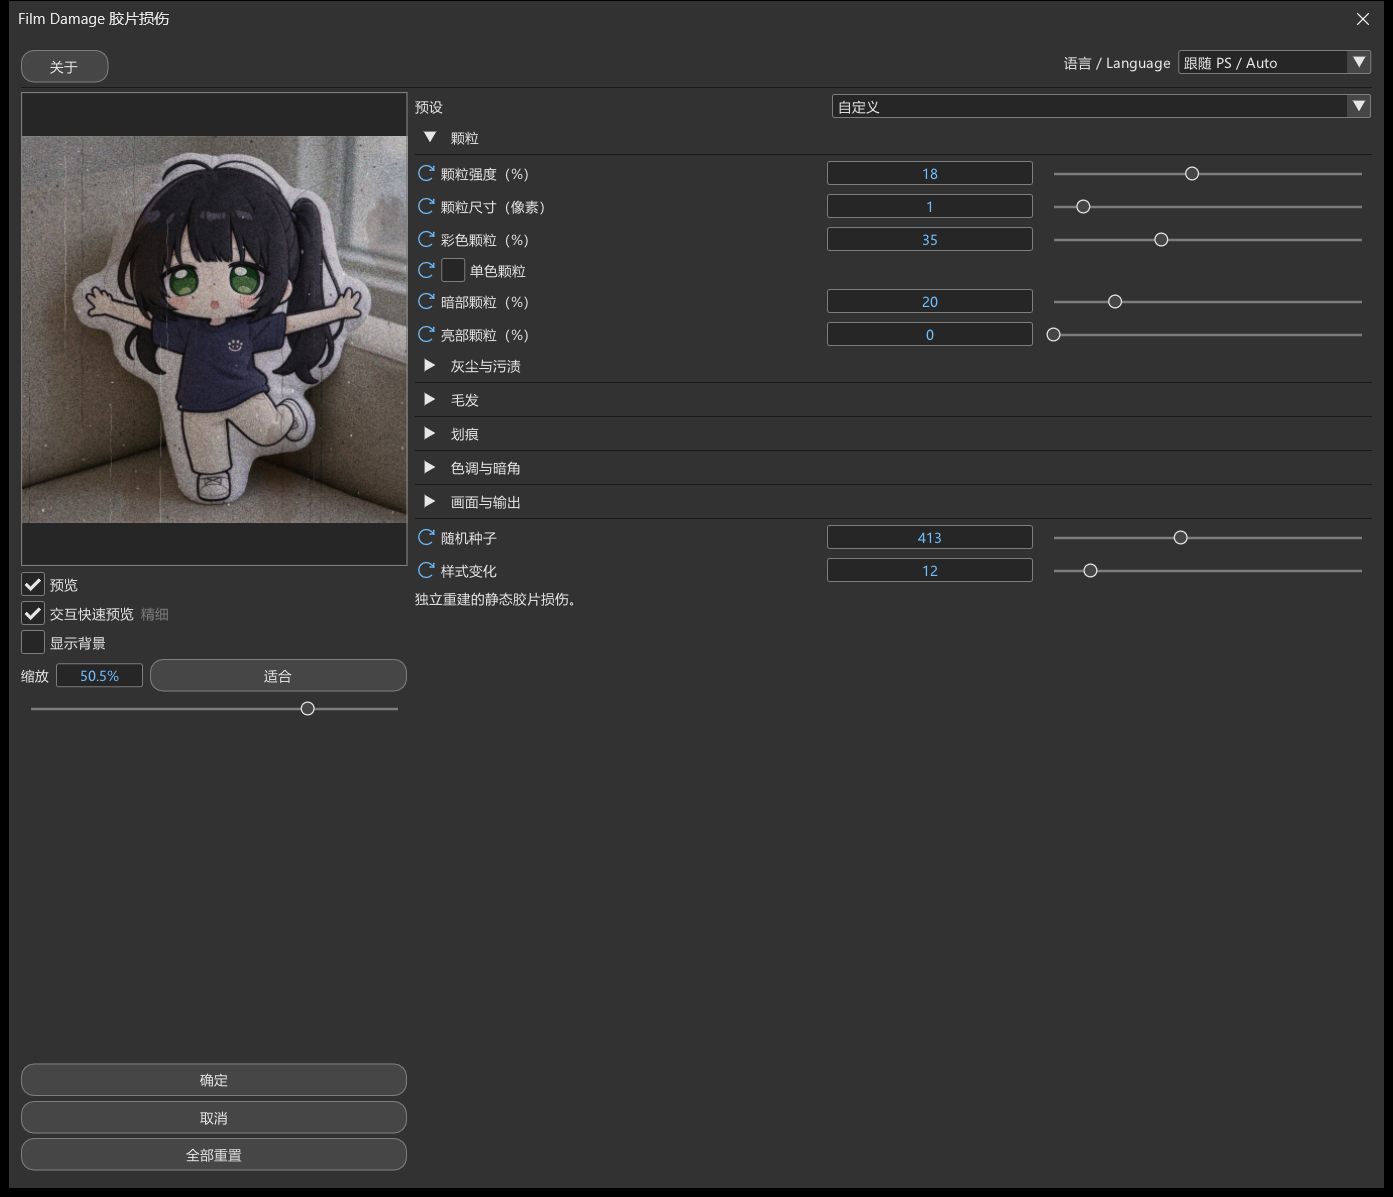 Film Damage 胶片损伤
关于
语言 / Language 跟随 PS / Auto
预设 自定义
颗粒
颗粒强度（%） 18
颗粒尺寸（像素） 1
彩色颗粒（%） 35
单色颗粒
暗部颗粒（%） 20
亮部颗粒（%） 0
灰尘与污渍
毛发
划痕
色调与暗角
画面与输出
随机种子 413
样式变化 12
独立重建的静态胶片损伤。
预览
交互快速预览 精细
显示背景
缩放 50.5% 适合
确定
取消
全部重置